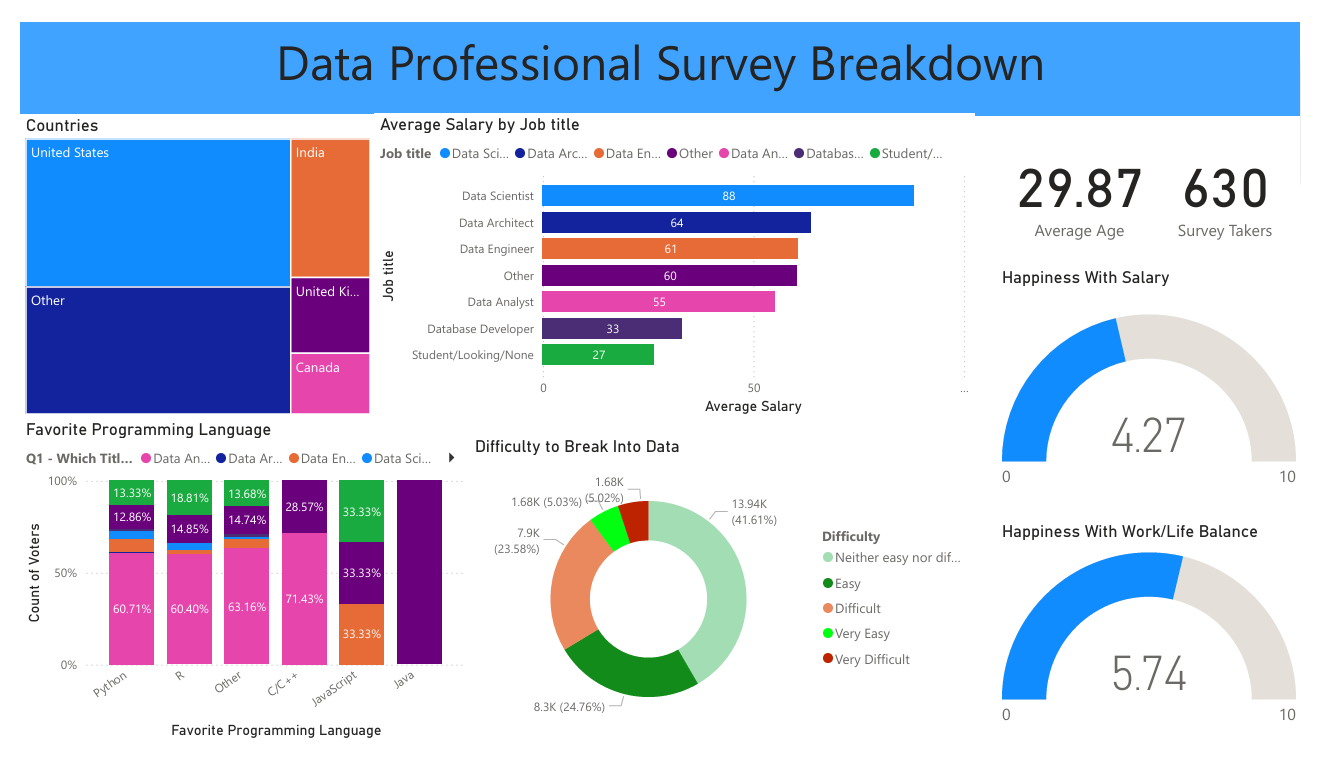 Data Professional Survey Breakdown
Countries
United States
India
United Ki...
Other
Canada
Average Salary by Job title
Job title Data Sci... Data Arc... Data En... Other Data An... Databas... Student/...
Job title
Data Scientist 88
Data Architect 64
Data Engineer 61
Other 60
Data Analyst 55
Database Developer 33
Student/Looking/None 27
0 50 ...
Average Salary
29.87 630
Average Age Survey Takers
Happiness With Salary
4.27
0 10
Happiness With Work/Life Balance
5.74
0 10
Favorite Programming Language
Q1 - Which Titl... Data An... Data Ar... Data En... Data Sci...
Count of Voters
100%
50%
0%
13.33% 18.81% 13.68% 28.57% 33.33%
12.86% 14.85% 14.74% 33.33%
60.71% 60.40% 63.16% 71.43% 33.33%
Python R Other C/C++ JavaScript Java
Favorite Programming Language
Difficulty to Break Into Data
1.68K
(5.02%)
1.68K (5.03%)
13.94K
(41.61%)
7.9K
(23.58%)
8.3K (24.76%)
Difficulty
Neither easy nor dif...
Easy
Difficult
Very Easy
Very Difficult